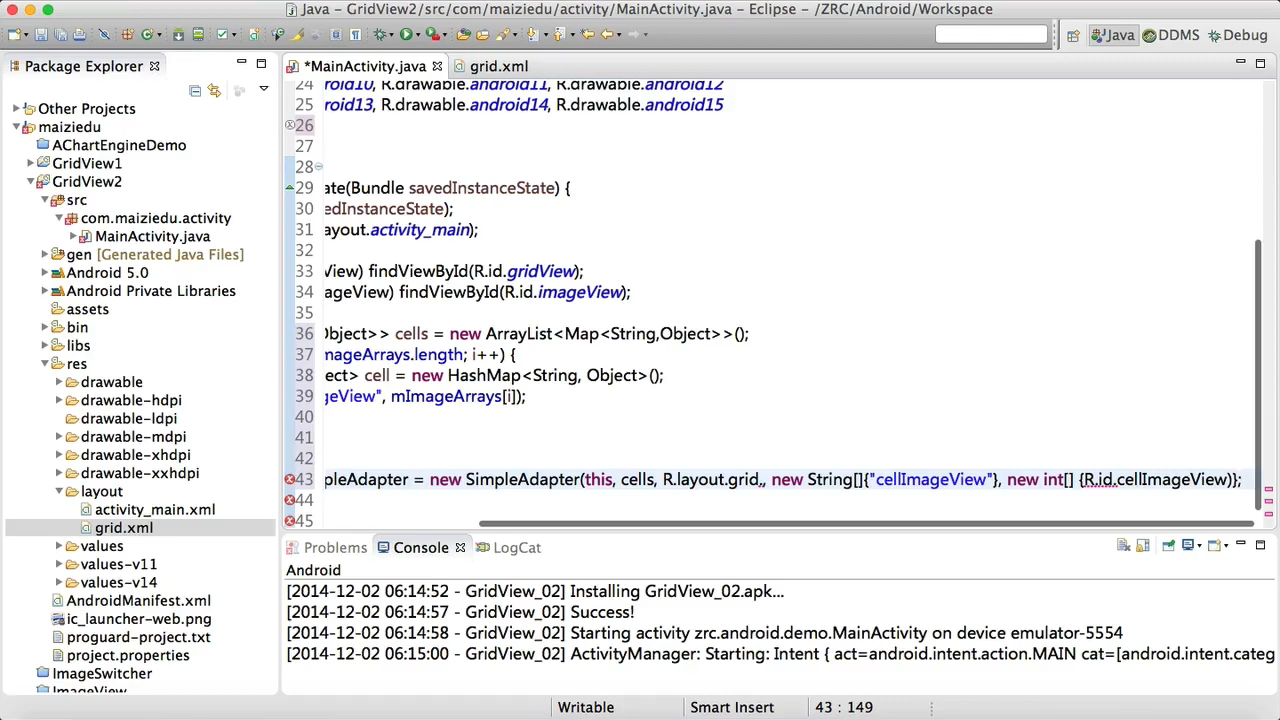 Java – GridView2/src/com/maiziedu/activity/MainActivity.java – Eclipse – /ZRC/Android/Workspace
Java
DDMS
Debug
Package Explorer
Other Projects
maiziedu
AChartEngineDemo
GridView1
GridView2
src
com.maiziedu.activity
MainActivity.java
gen [Generated Java Files]
Android 5.0
Android Private Libraries
assets
bin
libs
res
drawable
drawable-hdpi
drawable-ldpi
drawable-mdpi
drawable-xhdpi
drawable-xxhdpi
layout
activity_main.xml
grid.xml
values
values-v11
values-v14
AndroidManifest.xml
ic_launcher-web.png
proguard-project.txt
project.properties
ImageSwitcher
ImageView
*MainActivity.java
grid.xml
24 roid10, R.drawable.android11, R.drawable.android12
25 roid13, R.drawable.android14, R.drawable.android15
26
27
28
29 ate(Bundle savedInstanceState) {
30 edInstanceState);
31 ayout.activity_main);
32
33 View) findViewById(R.id.gridView);
34 ageView) findViewById(R.id.imageView);
35
36 Object>> cells = new ArrayList<Map<String,Object>>();
37 mageArrays.length; i++) {
38 ject> cell = new HashMap<String, Object>();
39 geView", mImageArrays[i]);
40
41
42
43 pleAdapter = new SimpleAdapter(this, cells, R.layout.grid,, new String[]{"cellImageView"}, new int[] {R.id.cellImageView)};
44
45
Problems
Console
LogCat
Android
[2014-12-02 06:14:52 - GridView_02] Installing GridView_02.apk...
[2014-12-02 06:14:57 - GridView_02] Success!
[2014-12-02 06:14:58 - GridView_02] Starting activity zrc.android.demo.MainActivity on device emulator-5554
[2014-12-02 06:15:00 - GridView_02] ActivityManager: Starting: Intent { act=android.intent.action.MAIN cat=[android.intent.categ
Writable
Smart Insert
43 : 149